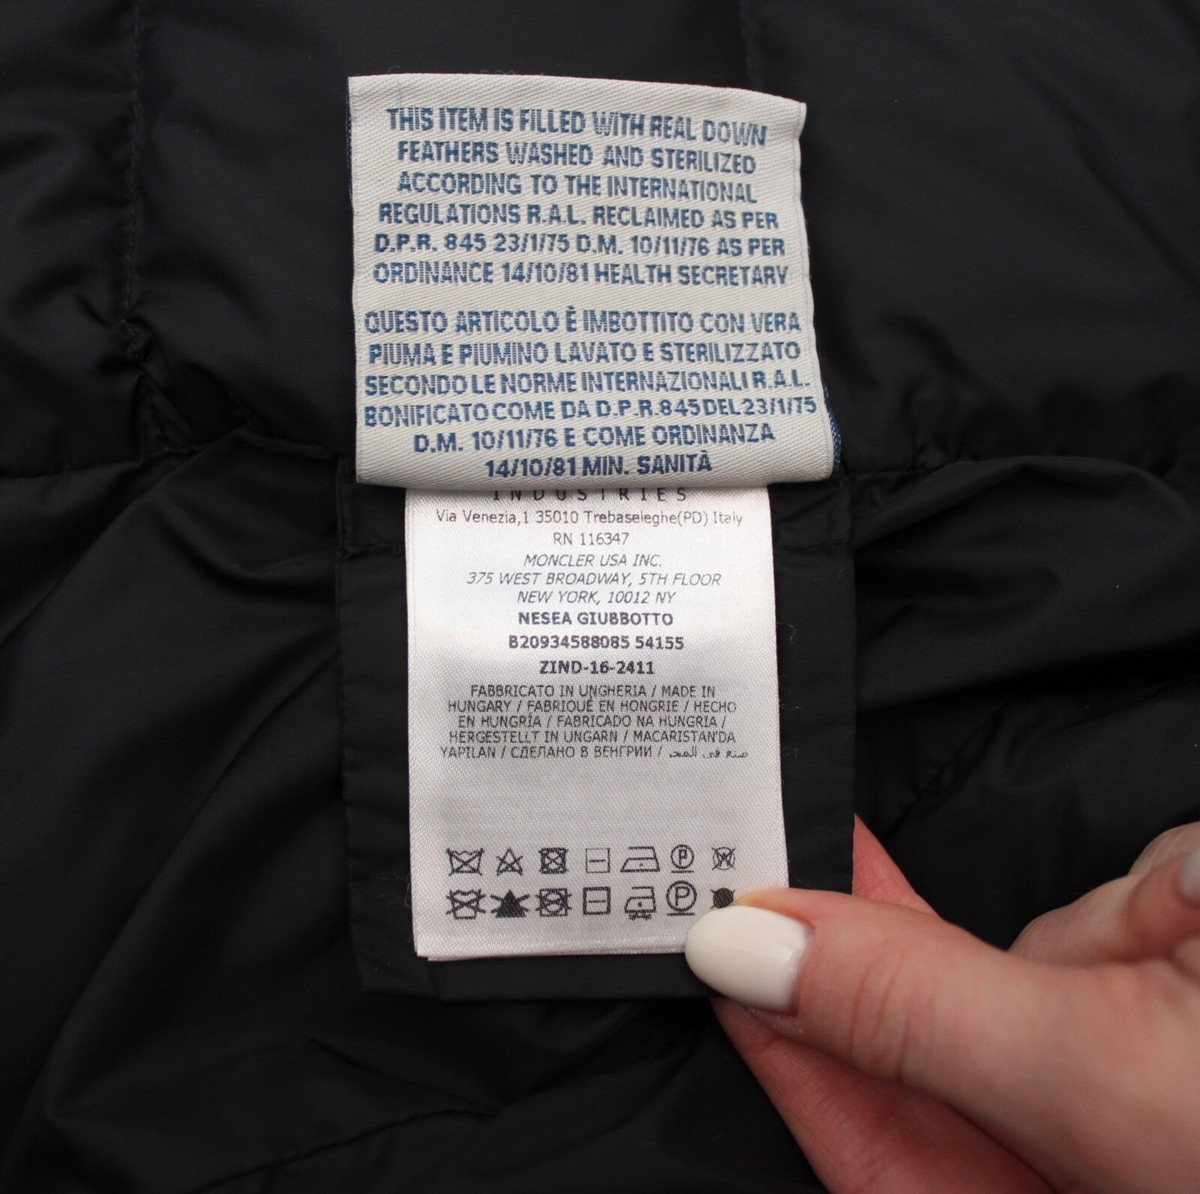 THIS ITEM IS FILLED WITH REAL DOWN
FEATHERS WASHED AND STERILIZED
ACCORDING TO THE INTERNATIONAL
REGULATIONS R.A.L. RECLAIMED AS PER
D.P.R. 845 23/1/75 D.M. 10/11/76 AS PER
ORDINANCE 14/10/81 HEALTH SECRETARY
QUESTO ARTICOLO È IMBOTTITO CON VERA
PIUMA E PIUMINO LAVATO E STERILIZZATO
SECONDO LE NORME INTERNAZIONALI R.A.L.
BONIFICATO COME DA D.P.R. 845 DEL 23/1/75
D.M. 10/11/76 E COME ORDINANZA
14/10/81 MIN. SANITÀ
INDUSTRIES
Via Venezia,1 35010 Trebaseleghe(PD) Italy
RN 116347
MONCLER USA INC.
375 WEST BROADWAY, 5TH FLOOR
NEW YORK, 10012 NY
NESEA GIUBBOTTO
B20934588085 54155
ZIND-16-2411
FABBRICATO IN UNGHERIA / MADE IN
HUNGARY / FABRIQUÉ EN HONGRIE / HECHO
EN HUNGRÍA / FABRICADO NA HUNGRIA /
HERGESTELLT IN UNGARN / MACARISTAN'DA
YAPILAN / СДЕЛАНО В ВЕНГРИИ / صنع في